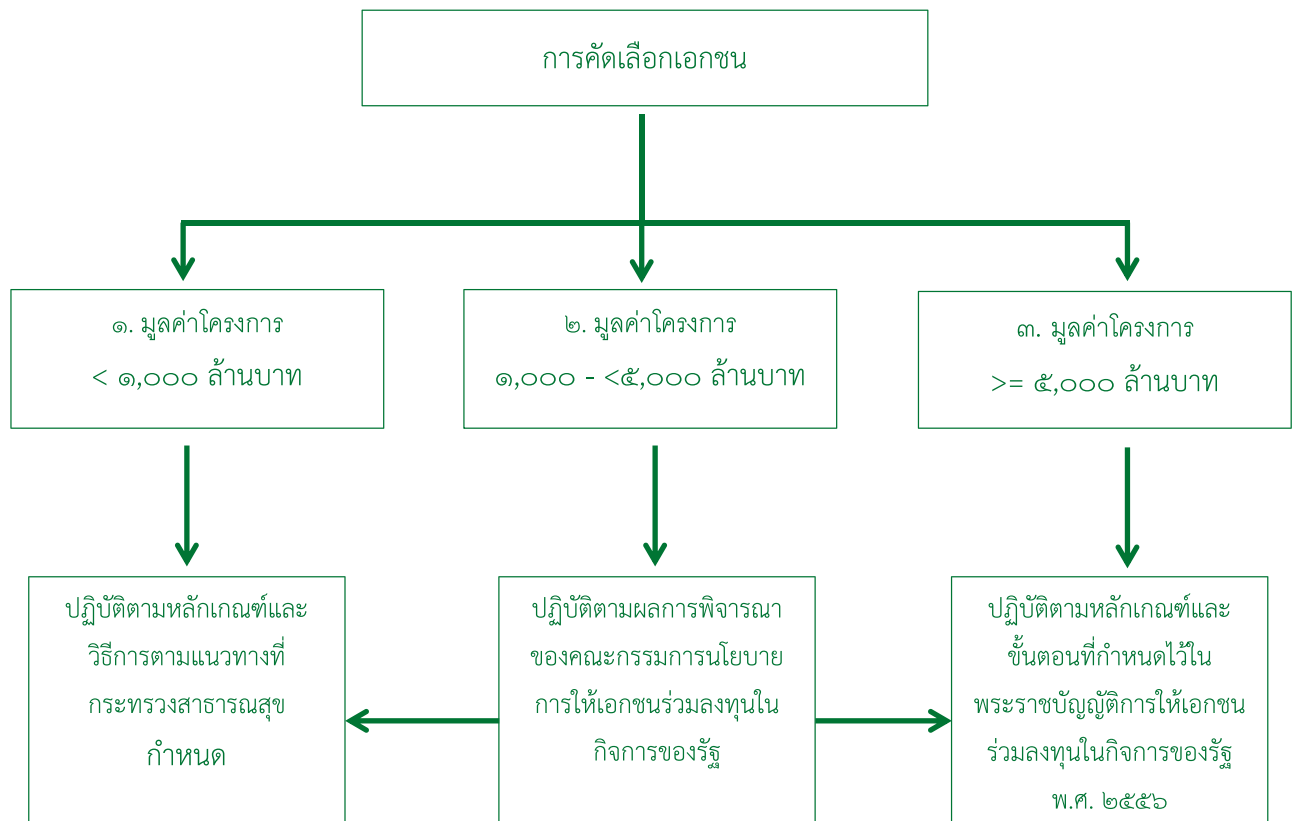 การคัดเลือกเอกชน
๑. มูลค่าโครงการ
< ๑,๐๐๐ ล้านบาท
๒. มูลค่าโครงการ
๑,๐๐๐ - <๕,๐๐๐ ล้านบาท
๓. มูลค่าโครงการ
>= ๕,๐๐๐ ล้านบาท
ปฏิบัติตามหลักเกณฑ์และ
วิธีการตามแนวทางที่
กระทรวงสาธารณสุข
กำหนด
ปฏิบัติตามผลการพิจารณา
ของคณะกรรมการนโยบาย
การให้เอกชนร่วมลงทุนใน
กิจการของรัฐ
ปฏิบัติตามหลักเกณฑ์และ
ขั้นตอนที่กำหนดไว้ใน
พระราชบัญญัติการให้เอกชน
ร่วมลงทุนในกิจการของรัฐ
พ.ศ. ๒๕๕๖